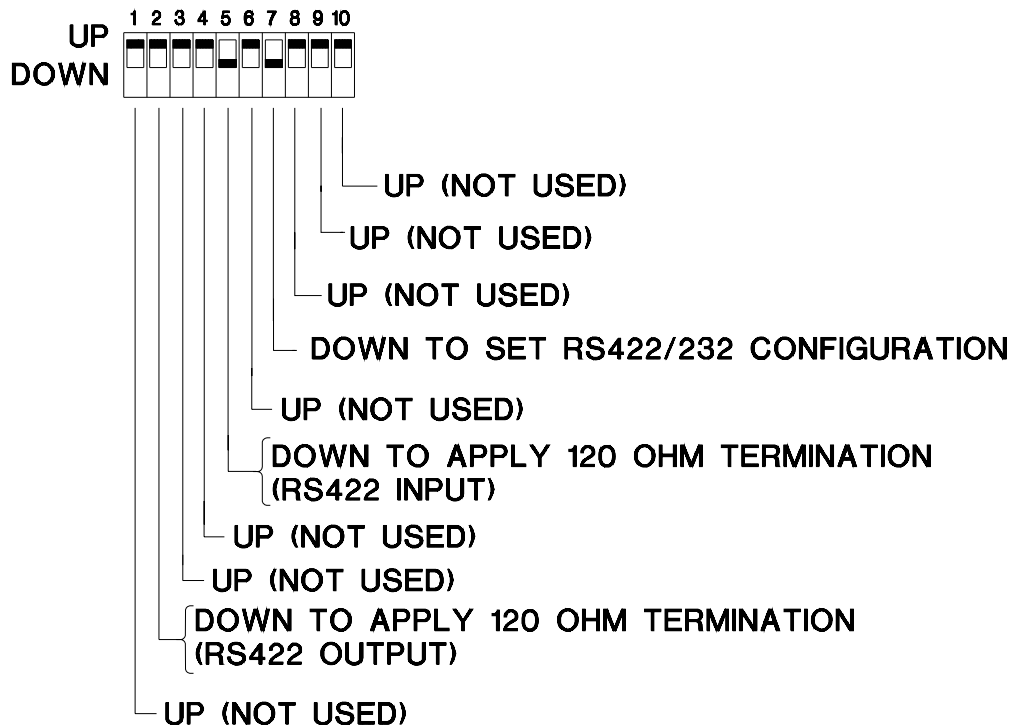 1 2 3 4 5 6 7 8 9 10
UP
DOWN
UP (NOT USED)
UP (NOT USED)
UP (NOT USED)
DOWN TO SET RS422/232 CONFIGURATION
UP (NOT USED)
DOWN TO APPLY 120 OHM TERMINATION
(RS422 INPUT)
UP (NOT USED)
UP (NOT USED)
DOWN TO APPLY 120 OHM TERMINATION
(RS422 OUTPUT)
UP (NOT USED)